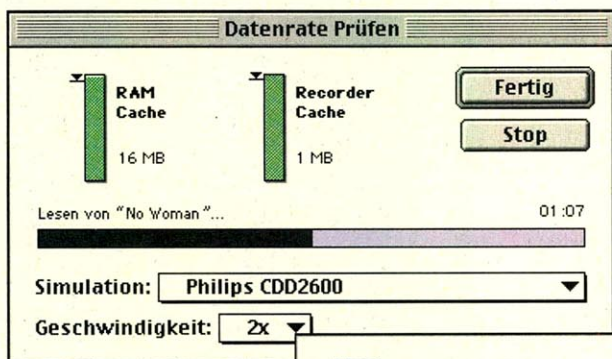 Datenrate Prüfen
RAM
Cache
16 MB
Recorder
Cache
1 MB
Fertig
Stop
Lesen von "No Woman"...
01:07
Simulation: Philips CDD2600
Geschwindigkeit: 2x